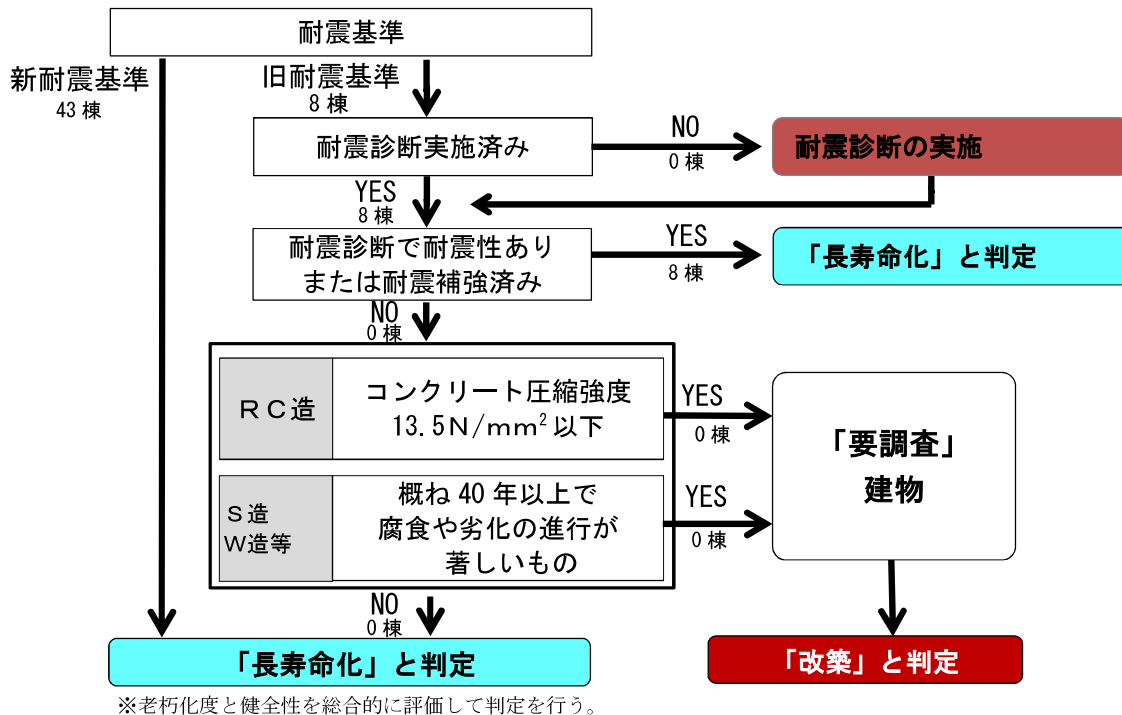 耐震基準
新耐震基準
43 棟
旧耐震基準
8 棟
耐震診断実施済み
NO
0 棟
耐震診断の実施
YES
8 棟
耐震診断で耐震性あり
または耐震補強済み
YES
8 棟
「長寿命化」と判定
NO
0 棟
ＲＣ造
コンクリート圧縮強度
13.5Ｎ/mm²以下
YES
0 棟
Ｓ造
Ｗ造等
概ね 40 年以上で
腐食や劣化の進行が
著しいもの
YES
0 棟
「要調査」
建物
NO
0 棟
「長寿命化」と判定
「改築」と判定
※老朽化度と健全性を総合的に評価して判定を行う。